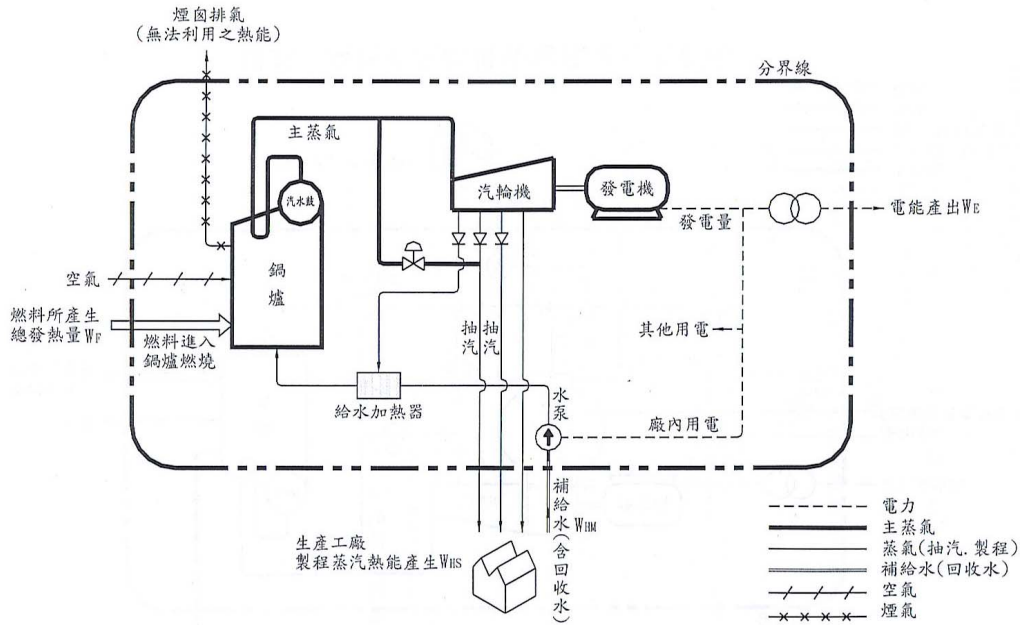 煙囪排氣
(無法利用之熱能)
分界線
主蒸氣
汽水鼓
汽輪機
發電機
發電量
電能產出WE
鍋
爐
空氣
燃料所產生
總發熱量WF
燃料進入
鍋爐燃燒
抽汽
抽汽
其他用電
給水加熱器
水泵
廠內用電
補給水(含回收水)
WHM
生產工廠
製程蒸汽熱能產生WHS
電力
主蒸氣
蒸氣(抽汽.製程)
補給水(回收水)
空氣
煙氣